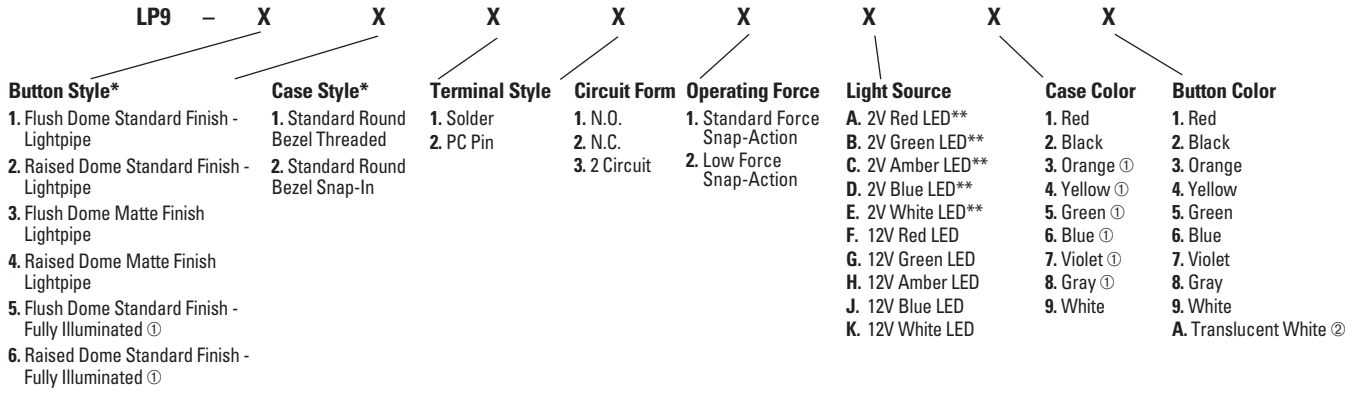 LP9 – X X X X X X X X
Button Style*
1. Flush Dome Standard Finish -
Lightpipe
2. Raised Dome Standard Finish -
Lightpipe
3. Flush Dome Matte Finish
Lightpipe
4. Raised Dome Matte Finish
Lightpipe
5. Flush Dome Standard Finish -
Fully Illuminated ①
6. Raised Dome Standard Finish -
Fully Illuminated ①
Case Style*
1. Standard Round
Bezel Threaded
2. Standard Round
Bezel Snap-In
Terminal Style
1. Solder
2. PC Pin
Circuit Form
1. N.O.
2. N.C.
3. 2 Circuit
Operating Force
1. Standard Force
Snap-Action
2. Low Force
Snap-Action
Light Source
A. 2V Red LED**
B. 2V Green LED**
C. 2V Amber LED**
D. 2V Blue LED**
E. 2V White LED**
F. 12V Red LED
G. 12V Green LED
H. 12V Amber LED
J. 12V Blue LED
K. 12V White LED
Case Color
1. Red
2. Black
3. Orange ①
4. Yellow ①
5. Green ①
6. Blue ①
7. Violet ①
8. Gray ①
9. White
Button Color
1. Red
2. Black
3. Orange
4. Yellow
5. Green
6. Blue
7. Violet
8. Gray
9. White
A. Translucent White ②